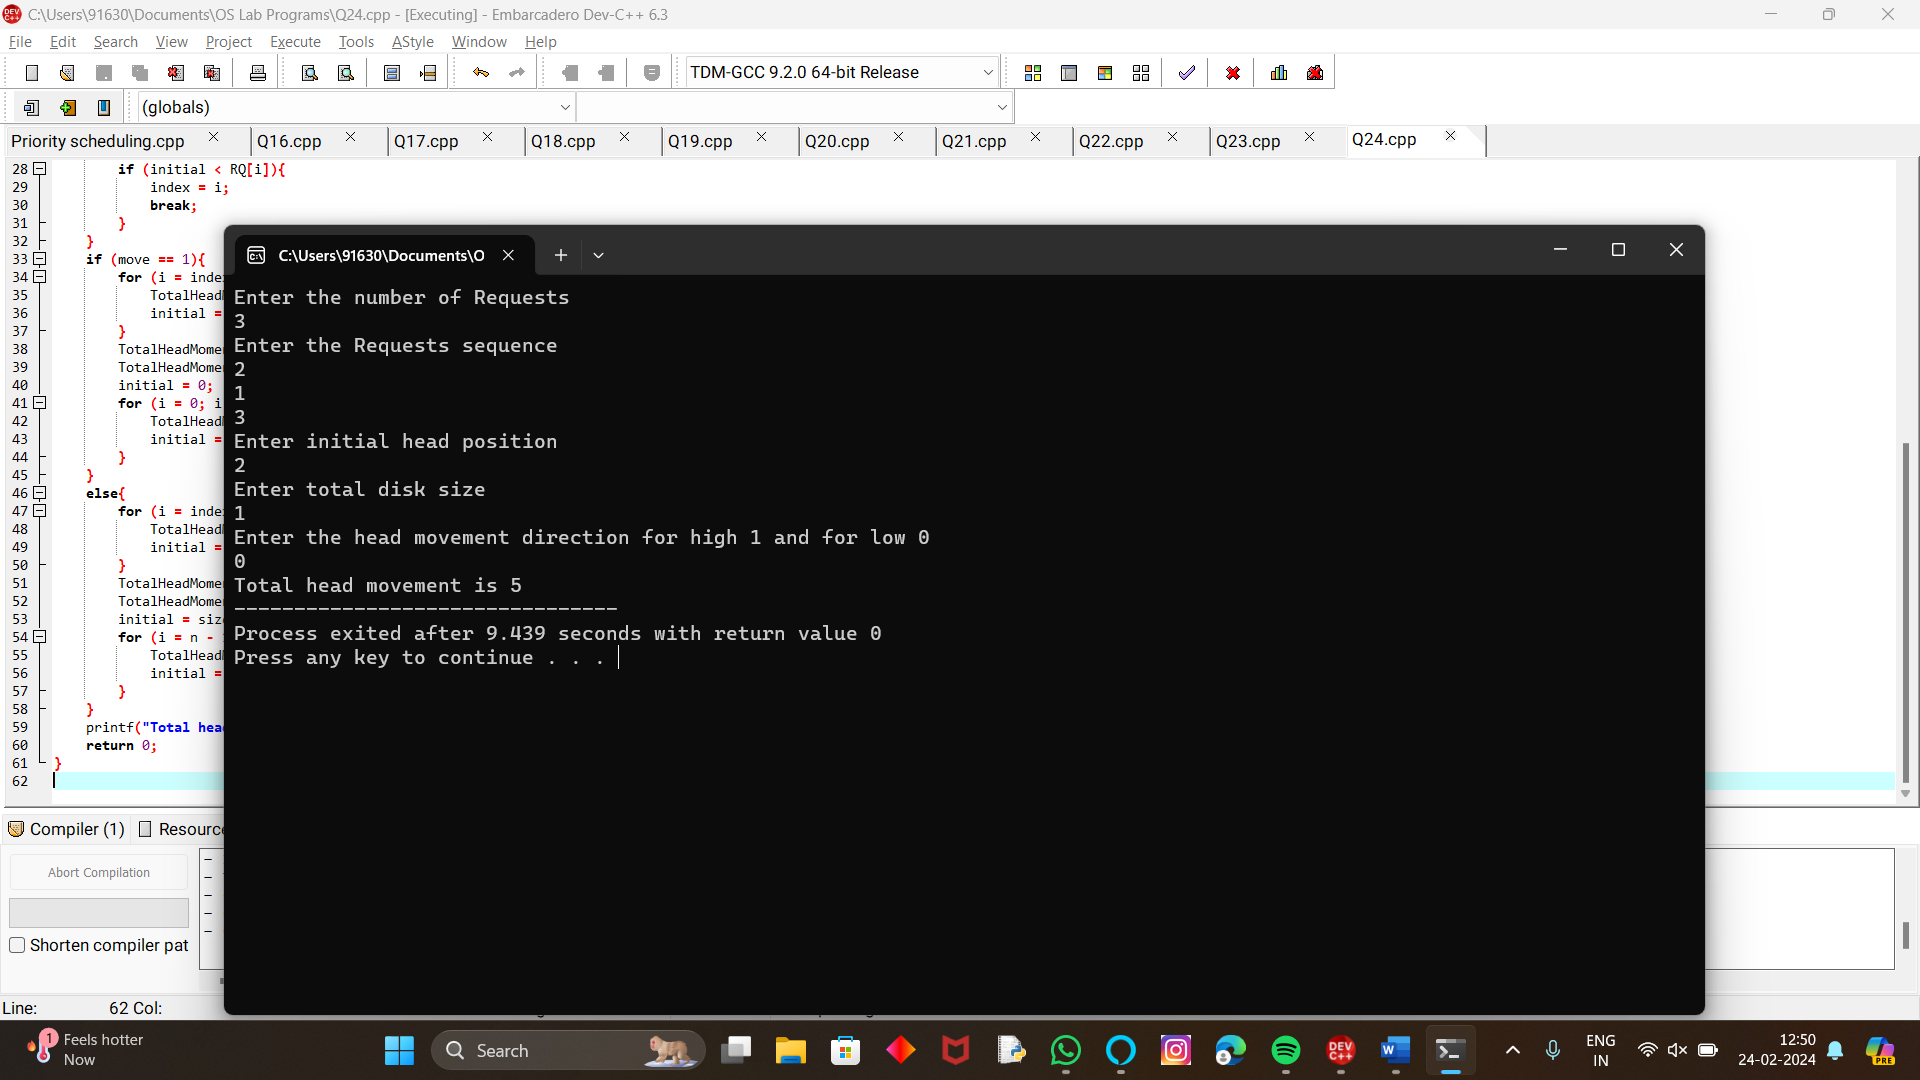 C:\Users\91630\Documents\OS Lab Programs\Q24.cpp - [Executing] - Embarcadero Dev-C++ 6.3
File Edit Search View Project Execute Tools AStyle Window Help
TDM-GCC 9.2.0 64-bit Release
(globals)
Priority scheduling.cpp Q16.cpp Q17.cpp Q18.cpp Q19.cpp Q20.cpp Q21.cpp Q22.cpp Q23.cpp Q24.cpp
28 if (initial < RQ[i]){
29 index = i;
30 break;
31 }
32 }
33 if (move == 1){
34 for (i = inde
35 TotalHead
36 initial =
37 }
38 TotalHeadMome
39 TotalHeadMome
40 initial = 0;
41 for (i = 0; i
42 TotalHead
43 initial =
44 }
45 }
46 else{
47 for (i = inde
48 TotalHead
49 initial =
50 }
51 TotalHeadMome
52 TotalHeadMome
53 initial = siz
54 for (i = n -
55 TotalHead
56 initial =
57 }
58 }
59 printf("Total hea
60 return 0;
61 }
62
C:\Users\91630\Documents\O
Enter the number of Requests
3
Enter the Requests sequence
2
1
3
Enter initial head position
2
Enter total disk size
1
Enter the head movement direction for high 1 and for low 0
0
Total head movement is 5
--------------------------------
Process exited after 9.439 seconds with return value 0
Press any key to continue . . .
Compiler (1) Resource
Abort Compilation
Shorten compiler pat
Line: 62 Col:
1 Feels hotter
Now
Search
DEV C++
ENG
IN
12:50
24-02-2024
PRE